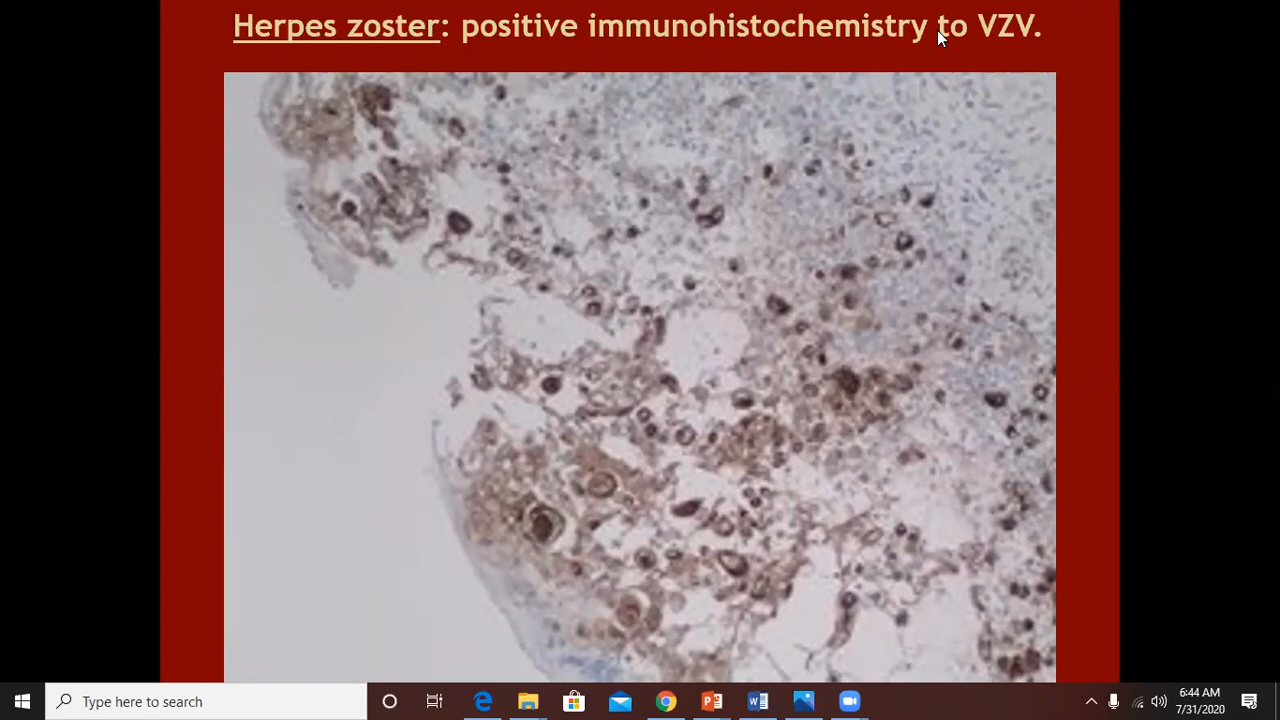 Herpes zoster: positive immunohistochemistry to VZV.
Type here to search
6:44 AM
7/31/2020